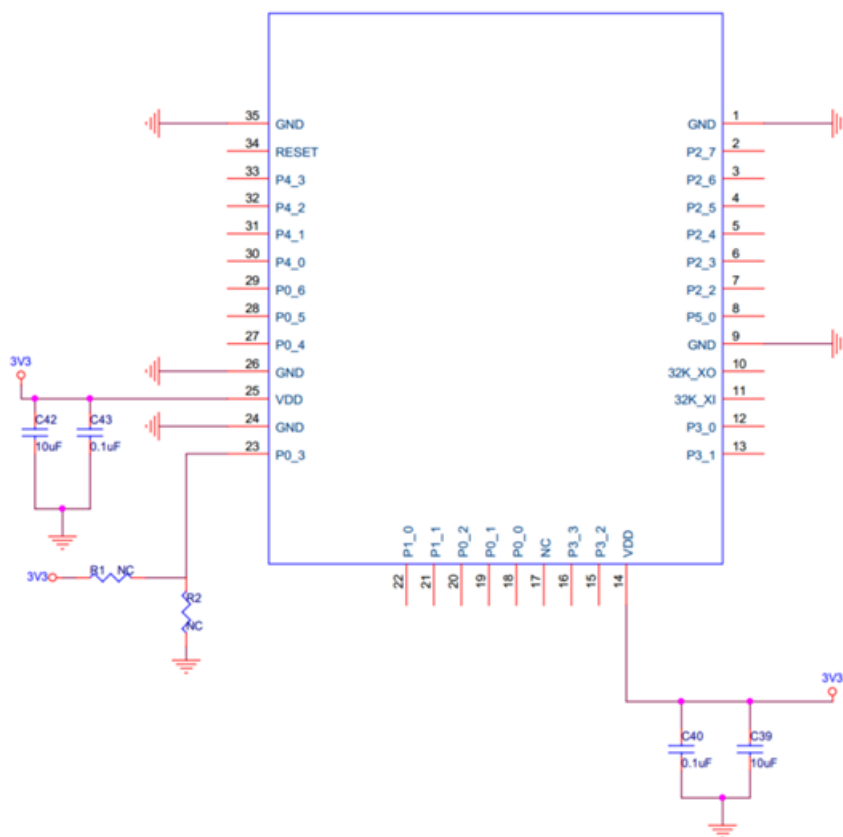 35 GND GND 1
34 RESET P2_7 2
33 P4_3 P2_6 3
32 P4_2 P2_5 4
31 P4_1 P2_4 5
30 P4_0 P2_3 6
29 P0_6 P2_2 7
28 P0_5 P5_0 8
27 P0_4 GND 9
3V3
26 GND 32K_XO 10
25 VDD 32K_XI 11
C42 C43
24 GND P3_0 12
10uF 0.1uF
23 P0_3 P3_1 13
P1_0 P1_1 P0_2 P0_1 P0_0 NC P3_3 P3_2 VDD
22 21 20 19 18 17 16 15 14
3V3 R1 NC
R2
NC
3V3
C40 C39
0.1uF 10uF